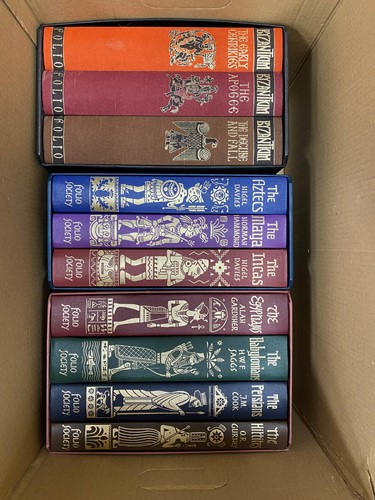 BYZANTIUM
THE EARLY
CENTURIES
FOLIO
BYZANTIUM
THE
APOGEE
FOLIO
BYZANTIUM
THE DECLINE
AND FALL
FOLIO
The
AZTECS
NIGEL
DAVIES
FOLIO
SOCIETY
The
Maya
NORMAN
HAMMOND
FOLIO
SOCIETY
The
Incas
NIGEL
DAVIES
FOLIO
SOCIETY
The
Egyptians
ALAN
GARDINER
FOLIO
SOCIETY
The
Babylonians
H.W.F.
SAGGS
FOLIO
SOCIETY
The
Persians
J.M.
COOK
FOLIO
SOCIETY
The
O.R.
FOLIO
SOCIETY